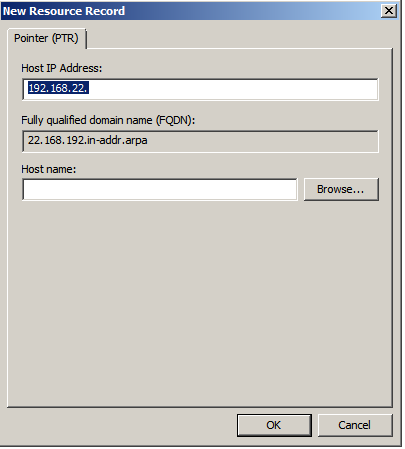 New Resource Record
Pointer (PTR)
Host IP Address:
192.168.22.
Fully qualified domain name (FQDN):
22.168.192.in-addr.arpa
Host name:
Browse...
OK
Cancel